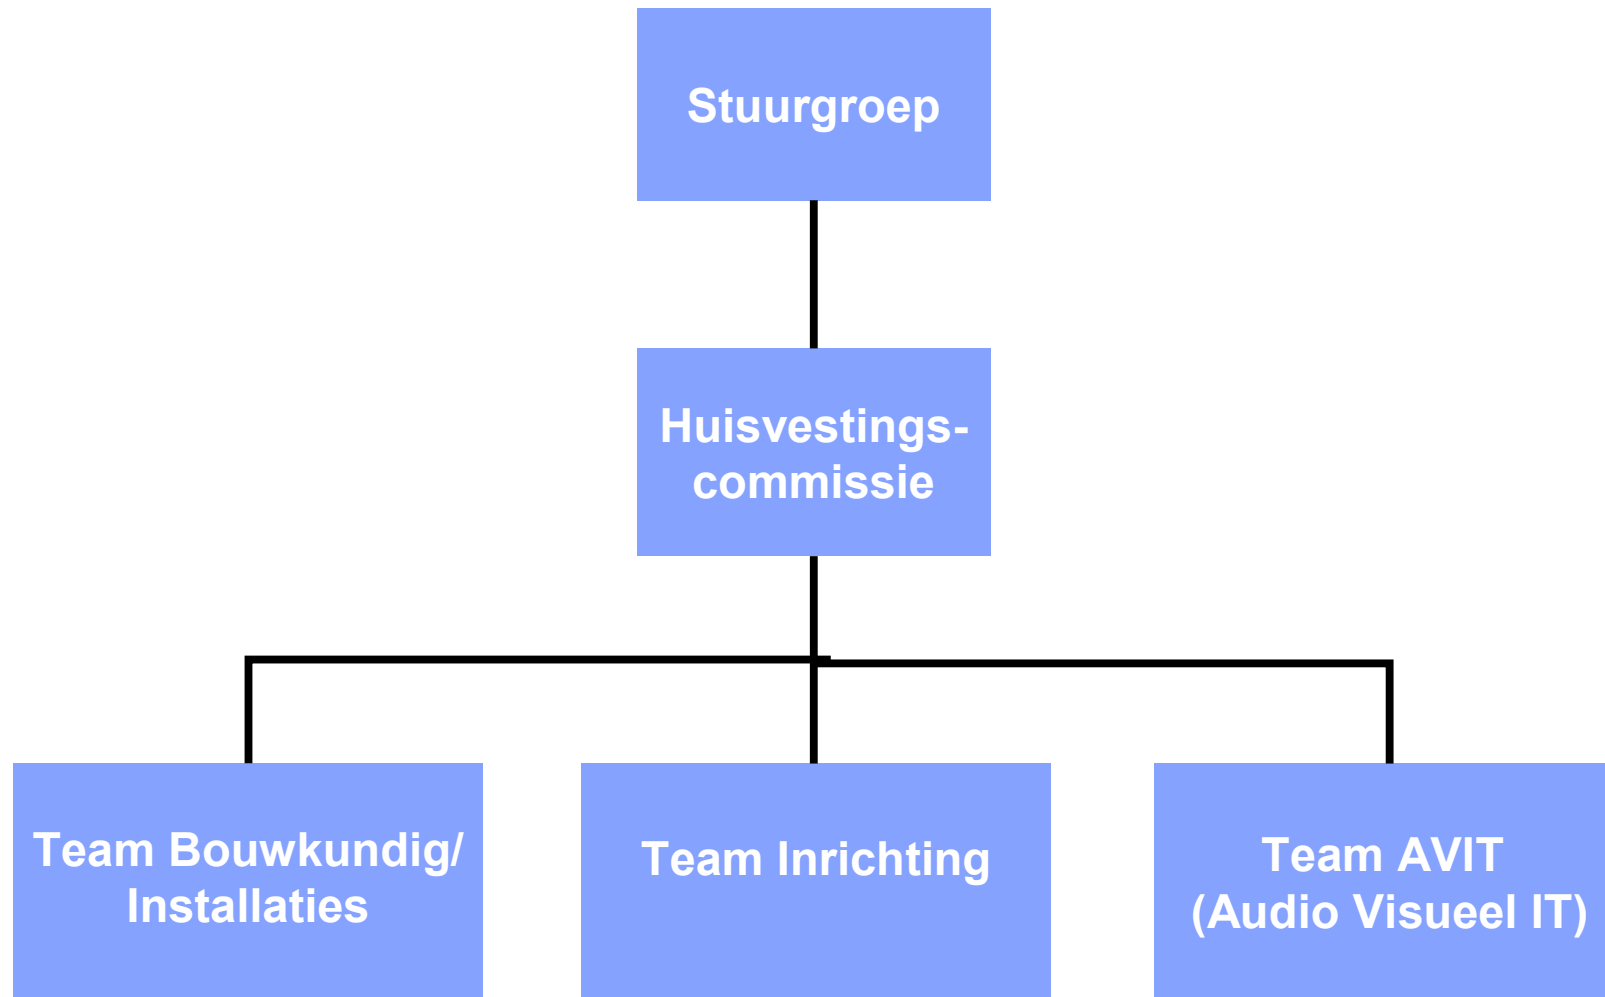 Stuurgroep
Huisvestings-
commissie
Team Bouwkundig/
Installaties
Team Inrichting
Team AVIT
(Audio Visueel IT)